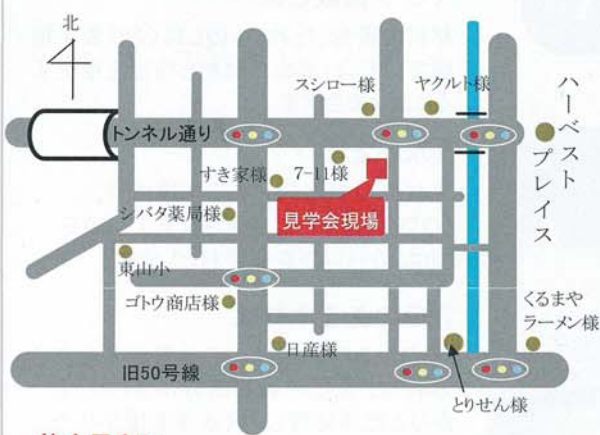 北
スシロー様
ヤクルト様
ハーベスト
プレイス
トンネル通り
すき家様
7-11様
シバタ薬局様
見学会現場
東山小
ゴトウ商店様
くるまや
ラーメン様
日産様
旧50号線
とりせん様